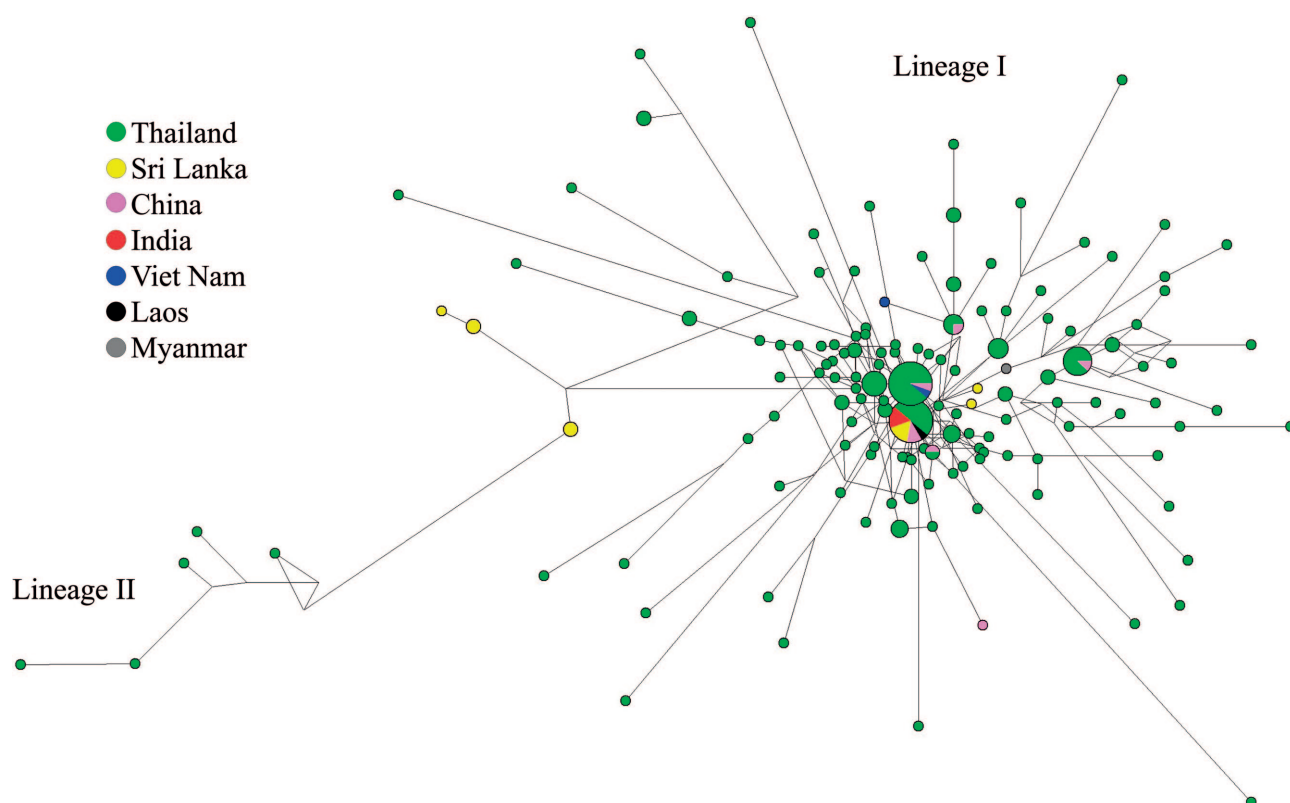 Lineage I
Thailand
Sri Lanka
China
India
Viet Nam
Laos
Myanmar
Lineage II